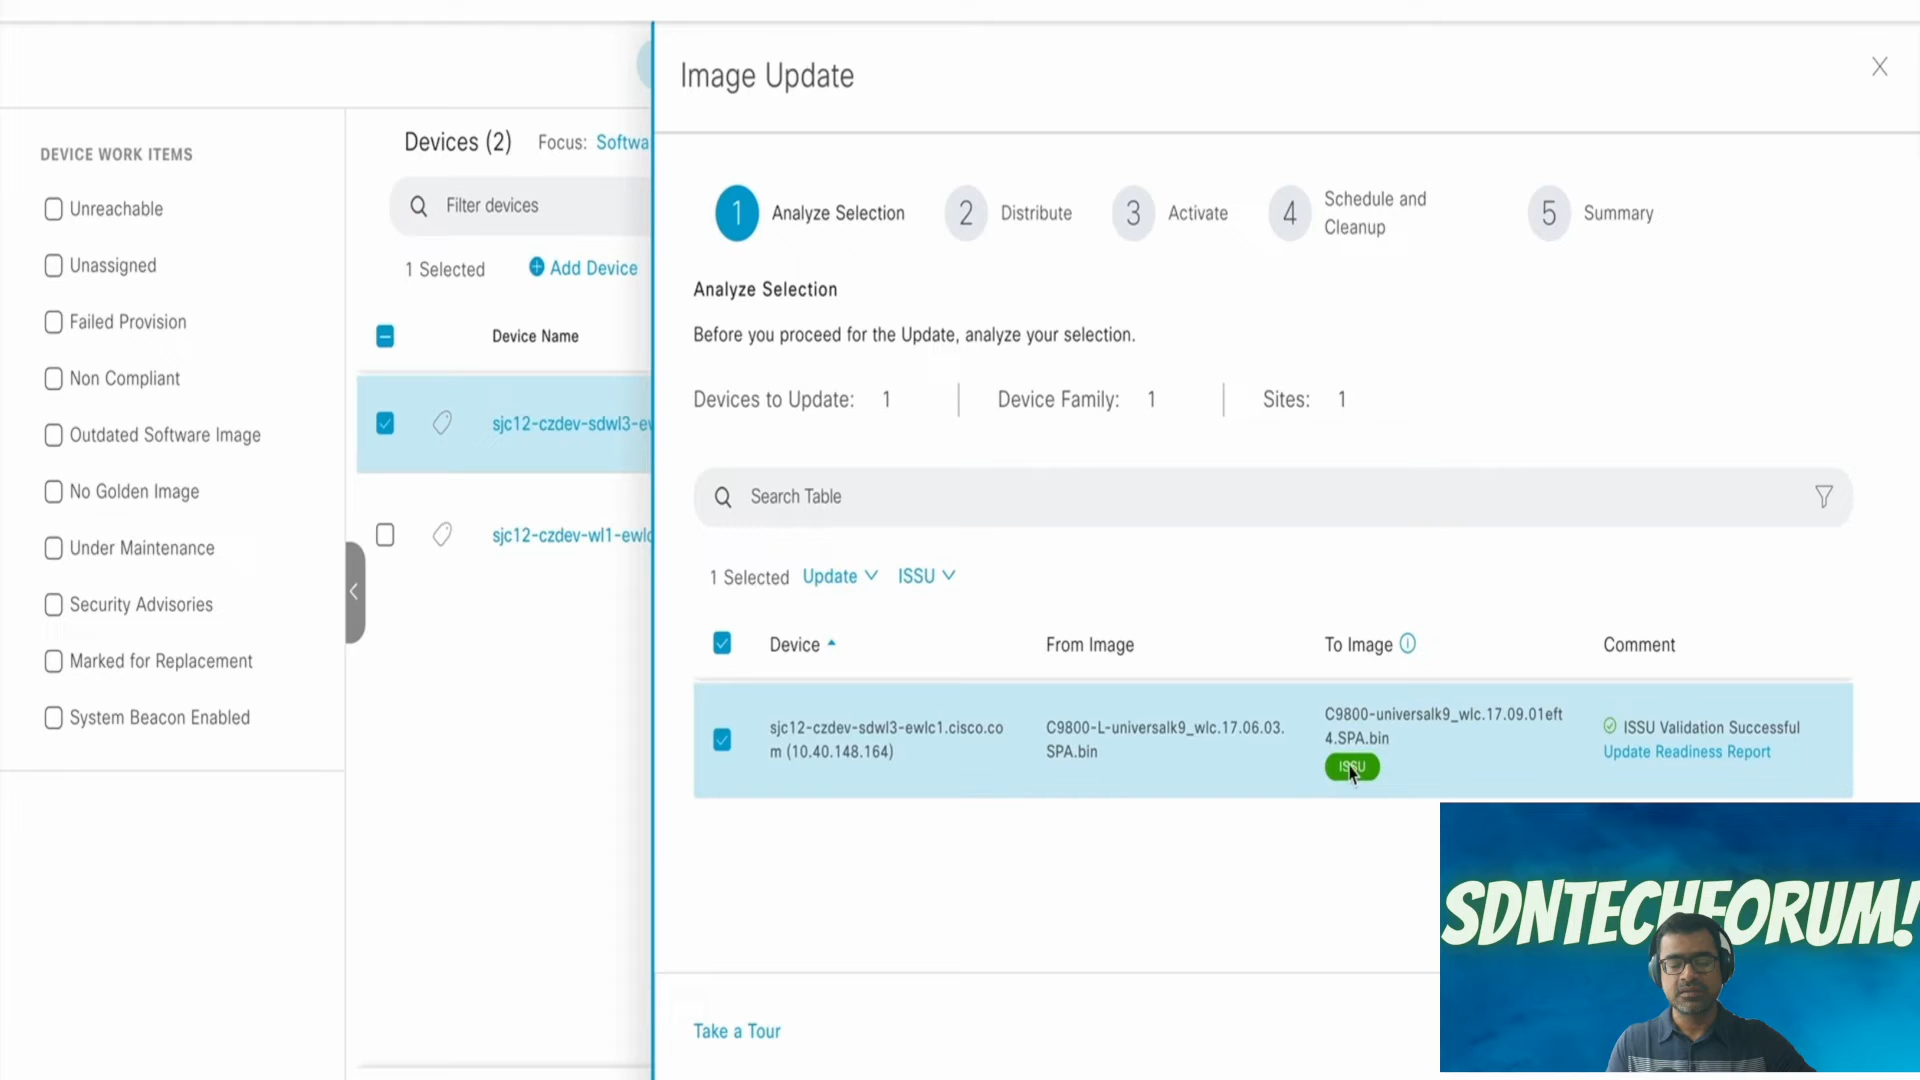 Image Update
DEVICE WORK ITEMS
Unreachable
Unassigned
Failed Provision
Non Compliant
Outdated Software Image
No Golden Image
Under Maintenance
Security Advisories
Marked for Replacement
System Beacon Enabled
Devices (2) Focus: Softwa
Filter devices
1 Selected Add Device
Device Name
sjc12-czdev-sdwl3-ew
sjc12-czdev-wl1-ewlc
1 Analyze Selection 2 Distribute 3 Activate 4 Schedule and
Cleanup 5 Summary
Analyze Selection
Before you proceed for the Update, analyze your selection.
Devices to Update: 1 Device Family: 1 Sites: 1
Search Table
1 Selected Update ISSU
Device From Image To Image Comment
sjc12-czdev-sdwl3-ewlc1.cisco.co
m (10.40.148.164)
C9800-L-universalk9_wlc.17.06.03.
SPA.bin
C9800-universalk9_wlc.17.09.01eft
4.SPA.bin
ISSU
ISSU Validation Successful
Update Readiness Report
Take a Tour
SDNTECHFORUM!